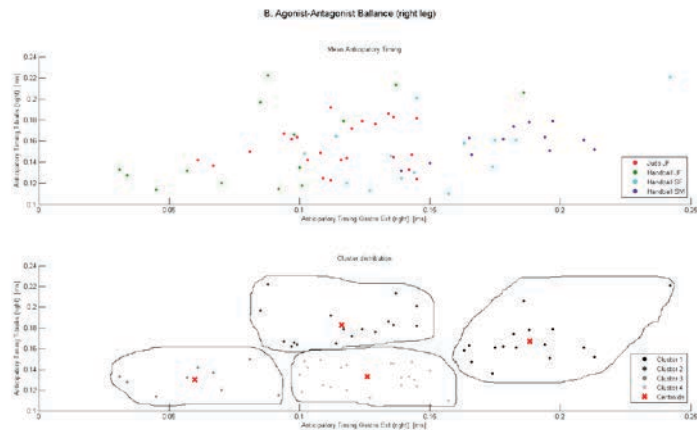 B. Agonist-Antagonist Ballance (right leg)
Mean Anticipatory Timing
Anticipatory Timing Tibialis (right) [ms]
0.24
0.22
0.2
0.18
0.16
0.14
0.12
0.1
0
0.05
0.1
0.15
0.2
0.25
Anticipatory Timing Gastro Ext (right) [ms]
Judo JF
Handball JF
Handball SF
Handball SM
Cluster distribution
Anticipatory Timing Tibialis (right) [ms]
0.24
0.22
0.2
0.18
0.16
0.14
0.12
0.1
0
0.05
0.1
0.15
0.2
0.25
Anticipatory Timing Gastro Ext (right) [ms]
Cluster 1
Cluster 2
Cluster 3
Cluster 4
Centroids